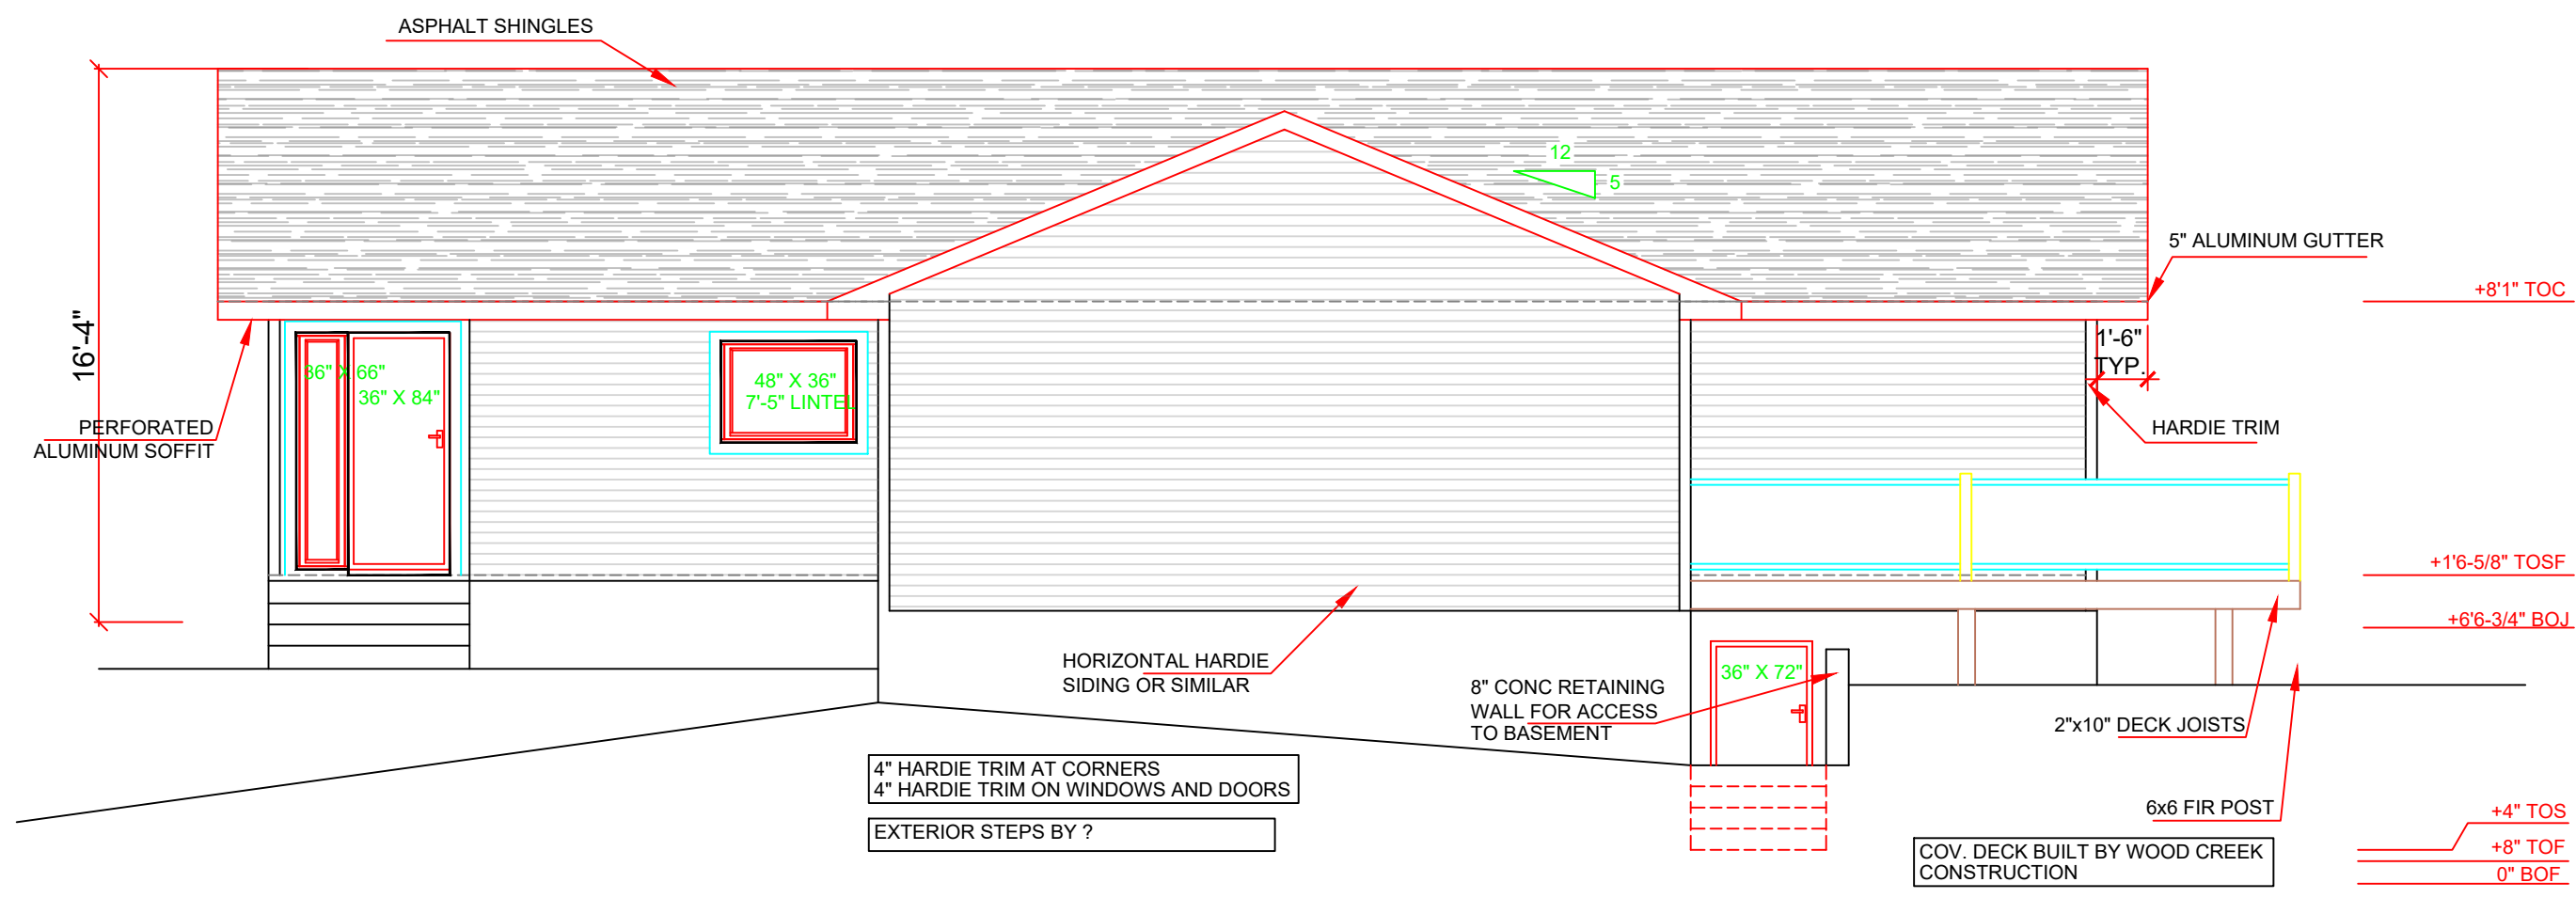 ASPHALT SHINGLES
12
5
5" ALUMINUM GUTTER
+8'1" TOC
16'-4"
1'-6"
TYP.
36" X 66"
36" X 84"
48" X 36"
7'-5" LINTEL
PERFORATED
ALUMINUM SOFFIT
HARDIE TRIM
+1'6-5/8" TOSF
+6'6-3/4" BOJ
HORIZONTAL HARDIE
SIDING OR SIMILAR
36" X 72"
8" CONC RETAINING
WALL FOR ACCESS
TO BASEMENT
2"x10" DECK JOISTS
4" HARDIE TRIM AT CORNERS
4" HARDIE TRIM ON WINDOWS AND DOORS
6x6 FIR POST
+4" TOS
EXTERIOR STEPS BY ?
COV. DECK BUILT BY WOOD CREEK
CONSTRUCTION
+8" TOF
0" BOF